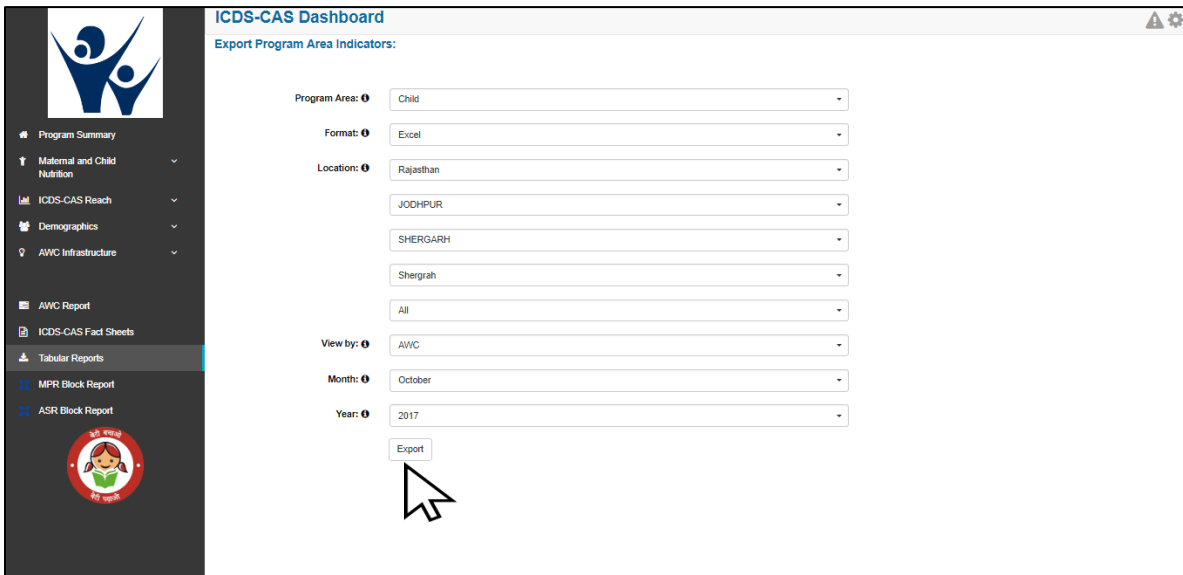 ICDS-CAS Dashboard
Export Program Area Indicators:
Program Summary
Maternal and Child
Nutrition
ICDS-CAS Reach
Demographics
AWC Infrastructure
AWC Report
ICDS-CAS Fact Sheets
Tabular Reports
MPR Block Report
ASR Block Report
बेटी बचाओ
बेटी पढ़ाओ
Program Area: Child
Format: Excel
Location: Rajasthan
JODHPUR
SHERGARH
Shergrah
All
View by: AWC
Month: October
Year: 2017
Export